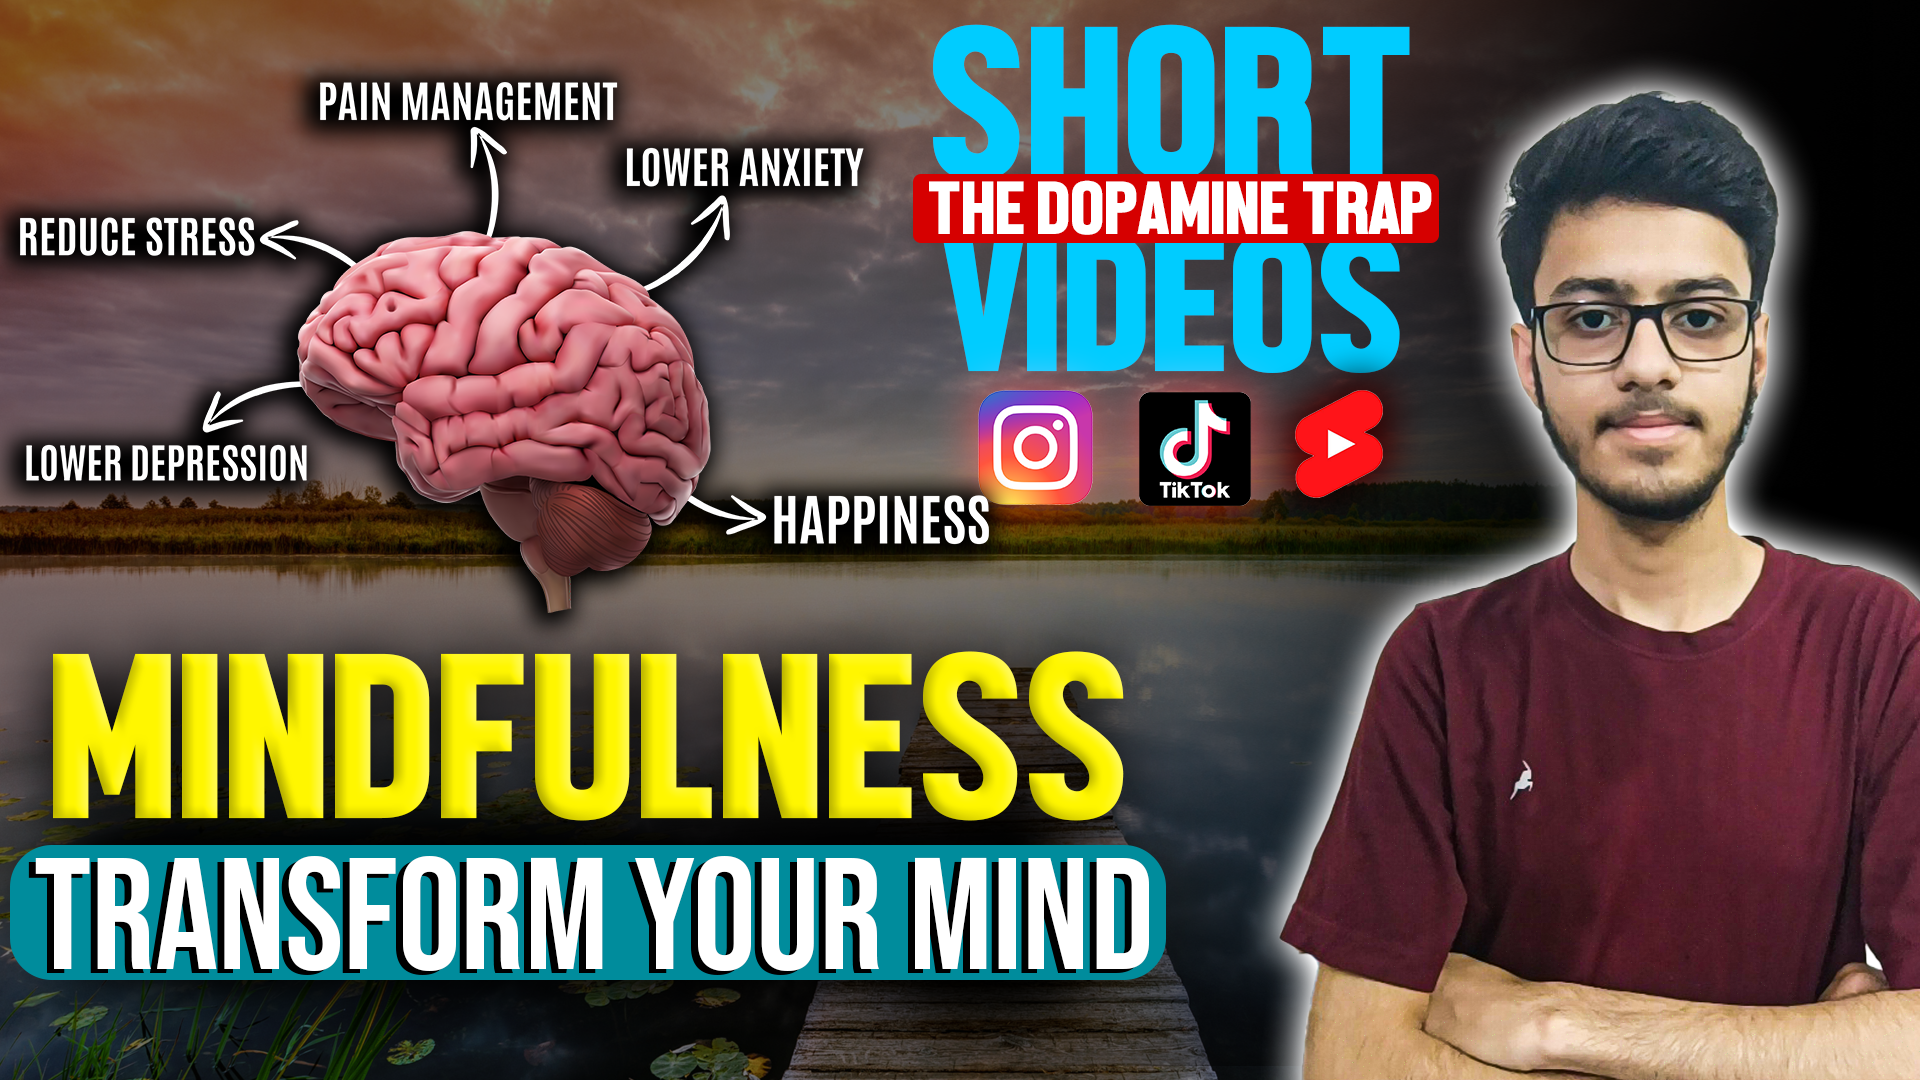 PAIN MANAGEMENT
LOWER ANXIETY
REDUCE STRESS
LOWER DEPRESSION
HAPPINESS
SHORT
THE DOPAMINE TRAP
VIDEOS
TikTok
MINDFULNESS
TRANSFORM YOUR MIND